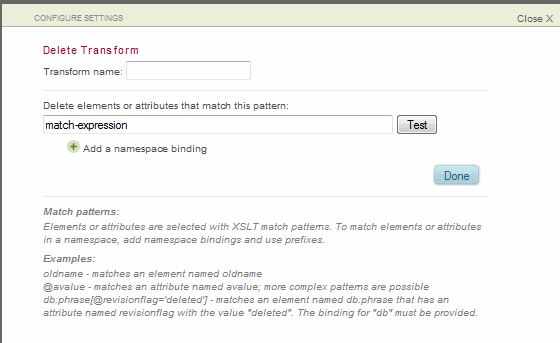 CONFIGURE SETTINGS
Close X
Delete Transform
Transform name:
Delete elements or attributes that match this pattern:
match-expression
Test
Add a namespace binding
Done
Match patterns:
Elements or attributes are selected with XSLT match patterns. To match elements or attributes
in a namespace, add namespace bindings and use prefixes.
Examples:
oldname - matches an element named oldname
@avalue - matches an attribute named avalue; more complex patterns are possible
db:phrase[@revisionflag='deleted'] - matches an element named db:phrase that has an
attribute named revisionflag with the value "deleted". The binding for "db" must be provided.